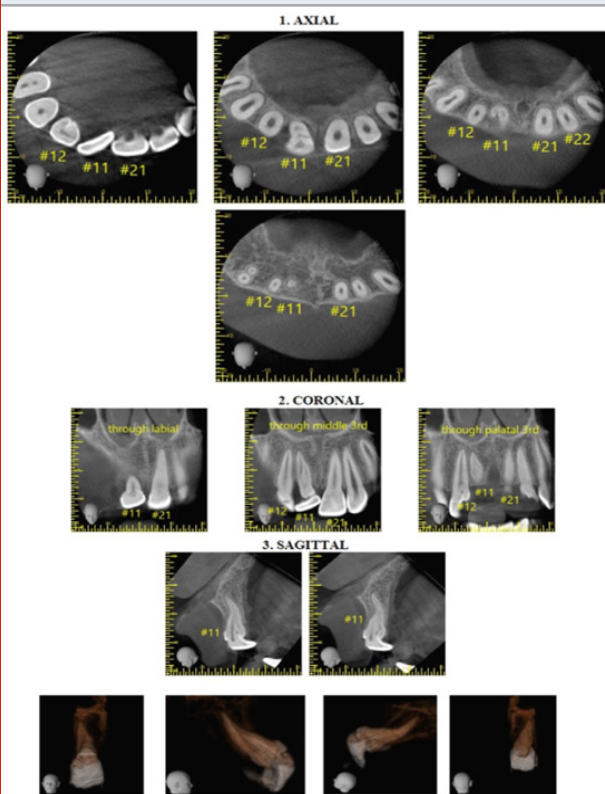 1. AXIAL
#12 #11 #21
#12 #11 #21
#12 #11 #21 #22
#12 #11 #21
2. CORONAL
through labial
#11 #21
through middle 3rd
#12 #11 #21
through palatal 3rd
#12 #11 #21
3. SAGITTAL
#11
#11